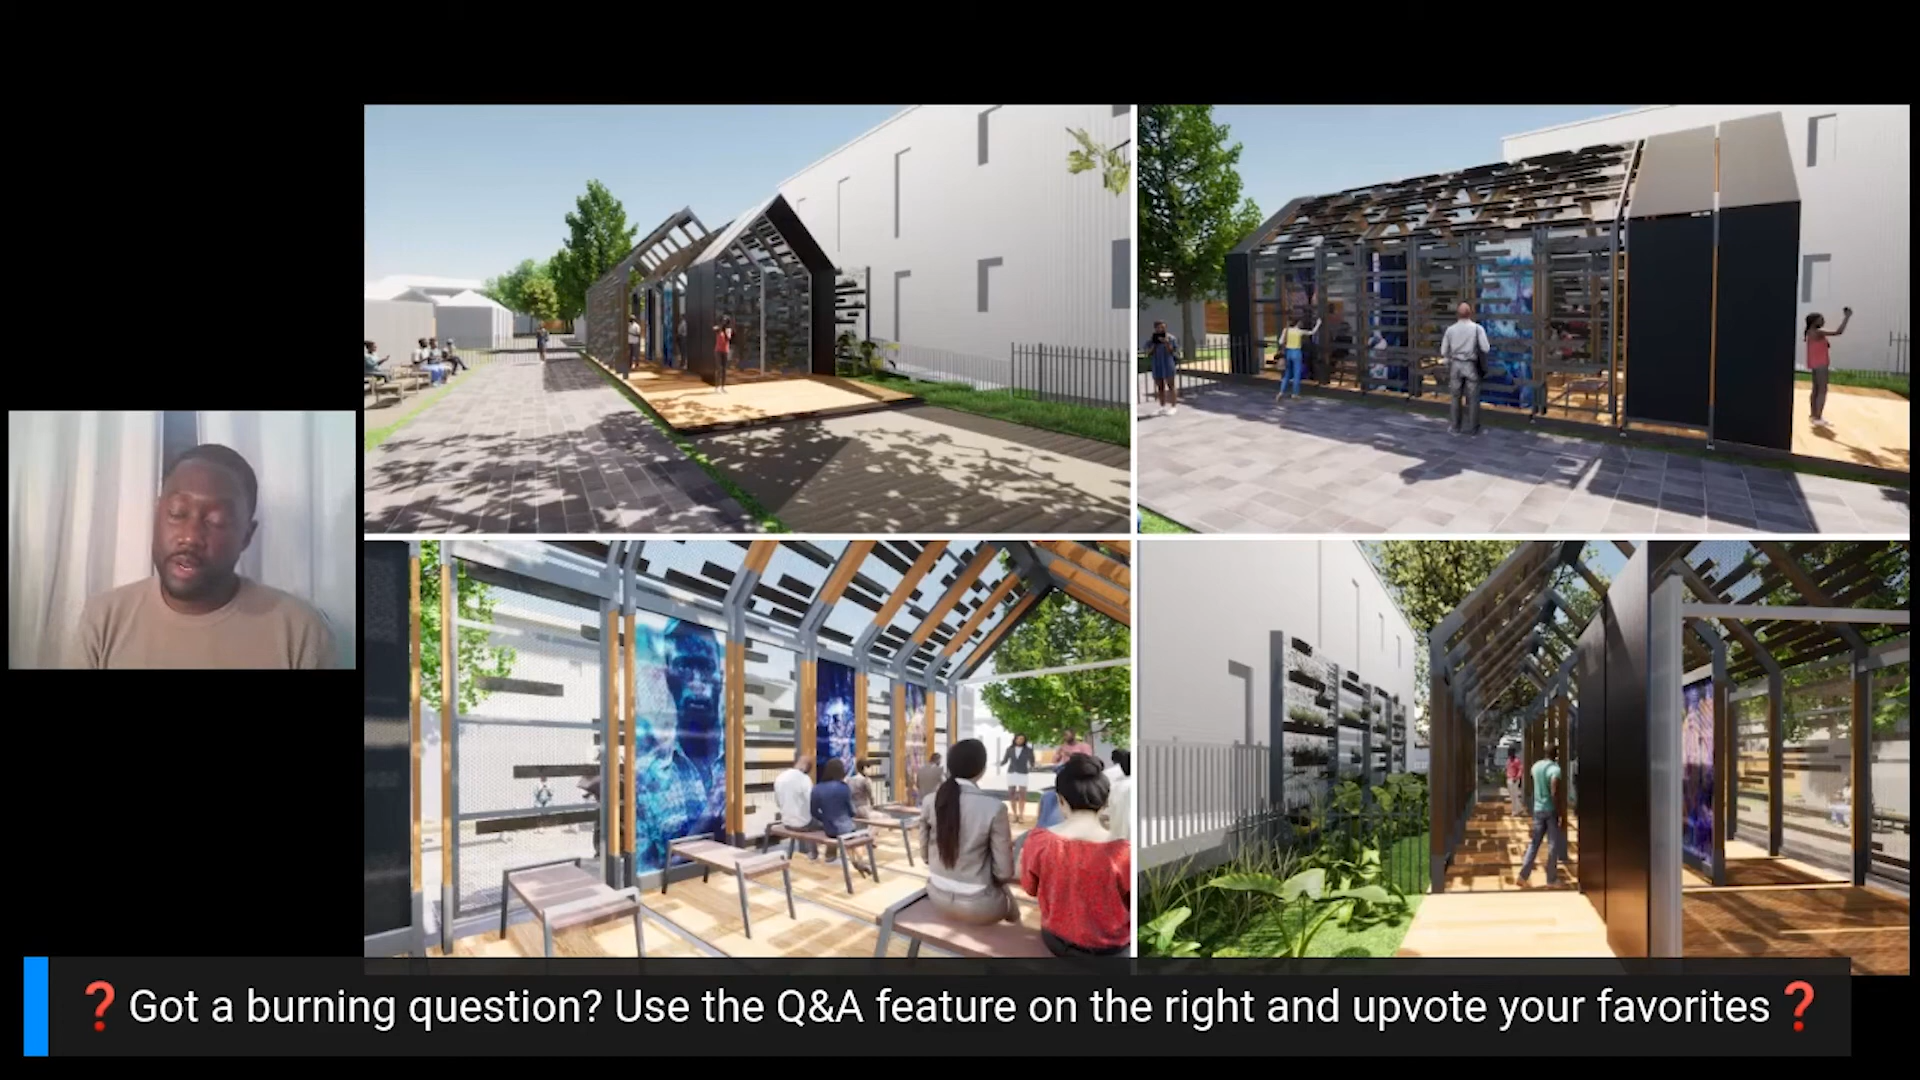 ❓Got a burning question? Use the Q&A feature on the right and upvote your favorites❓